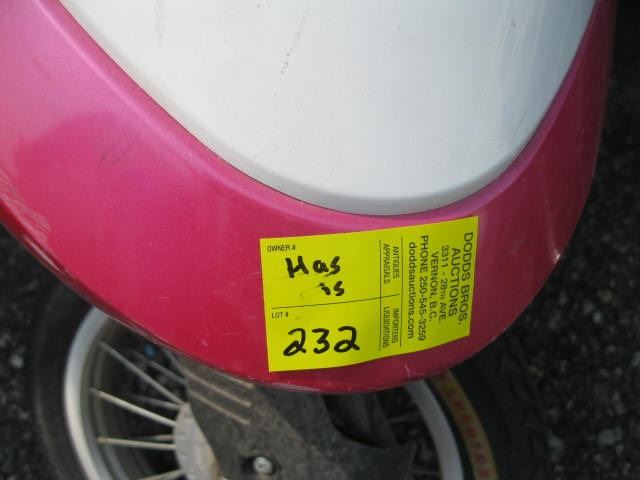 OWNER #
Has
is
LOT #
232
ANTIQUES
APPRAISALS
IMPORTERS
LIQUIDATIONS
DODDS BROS.
AUCTIONS
3311 - 28TH AVE.
VERNON, B.C.
PHONE 250-545-3259
doddsauctions.com